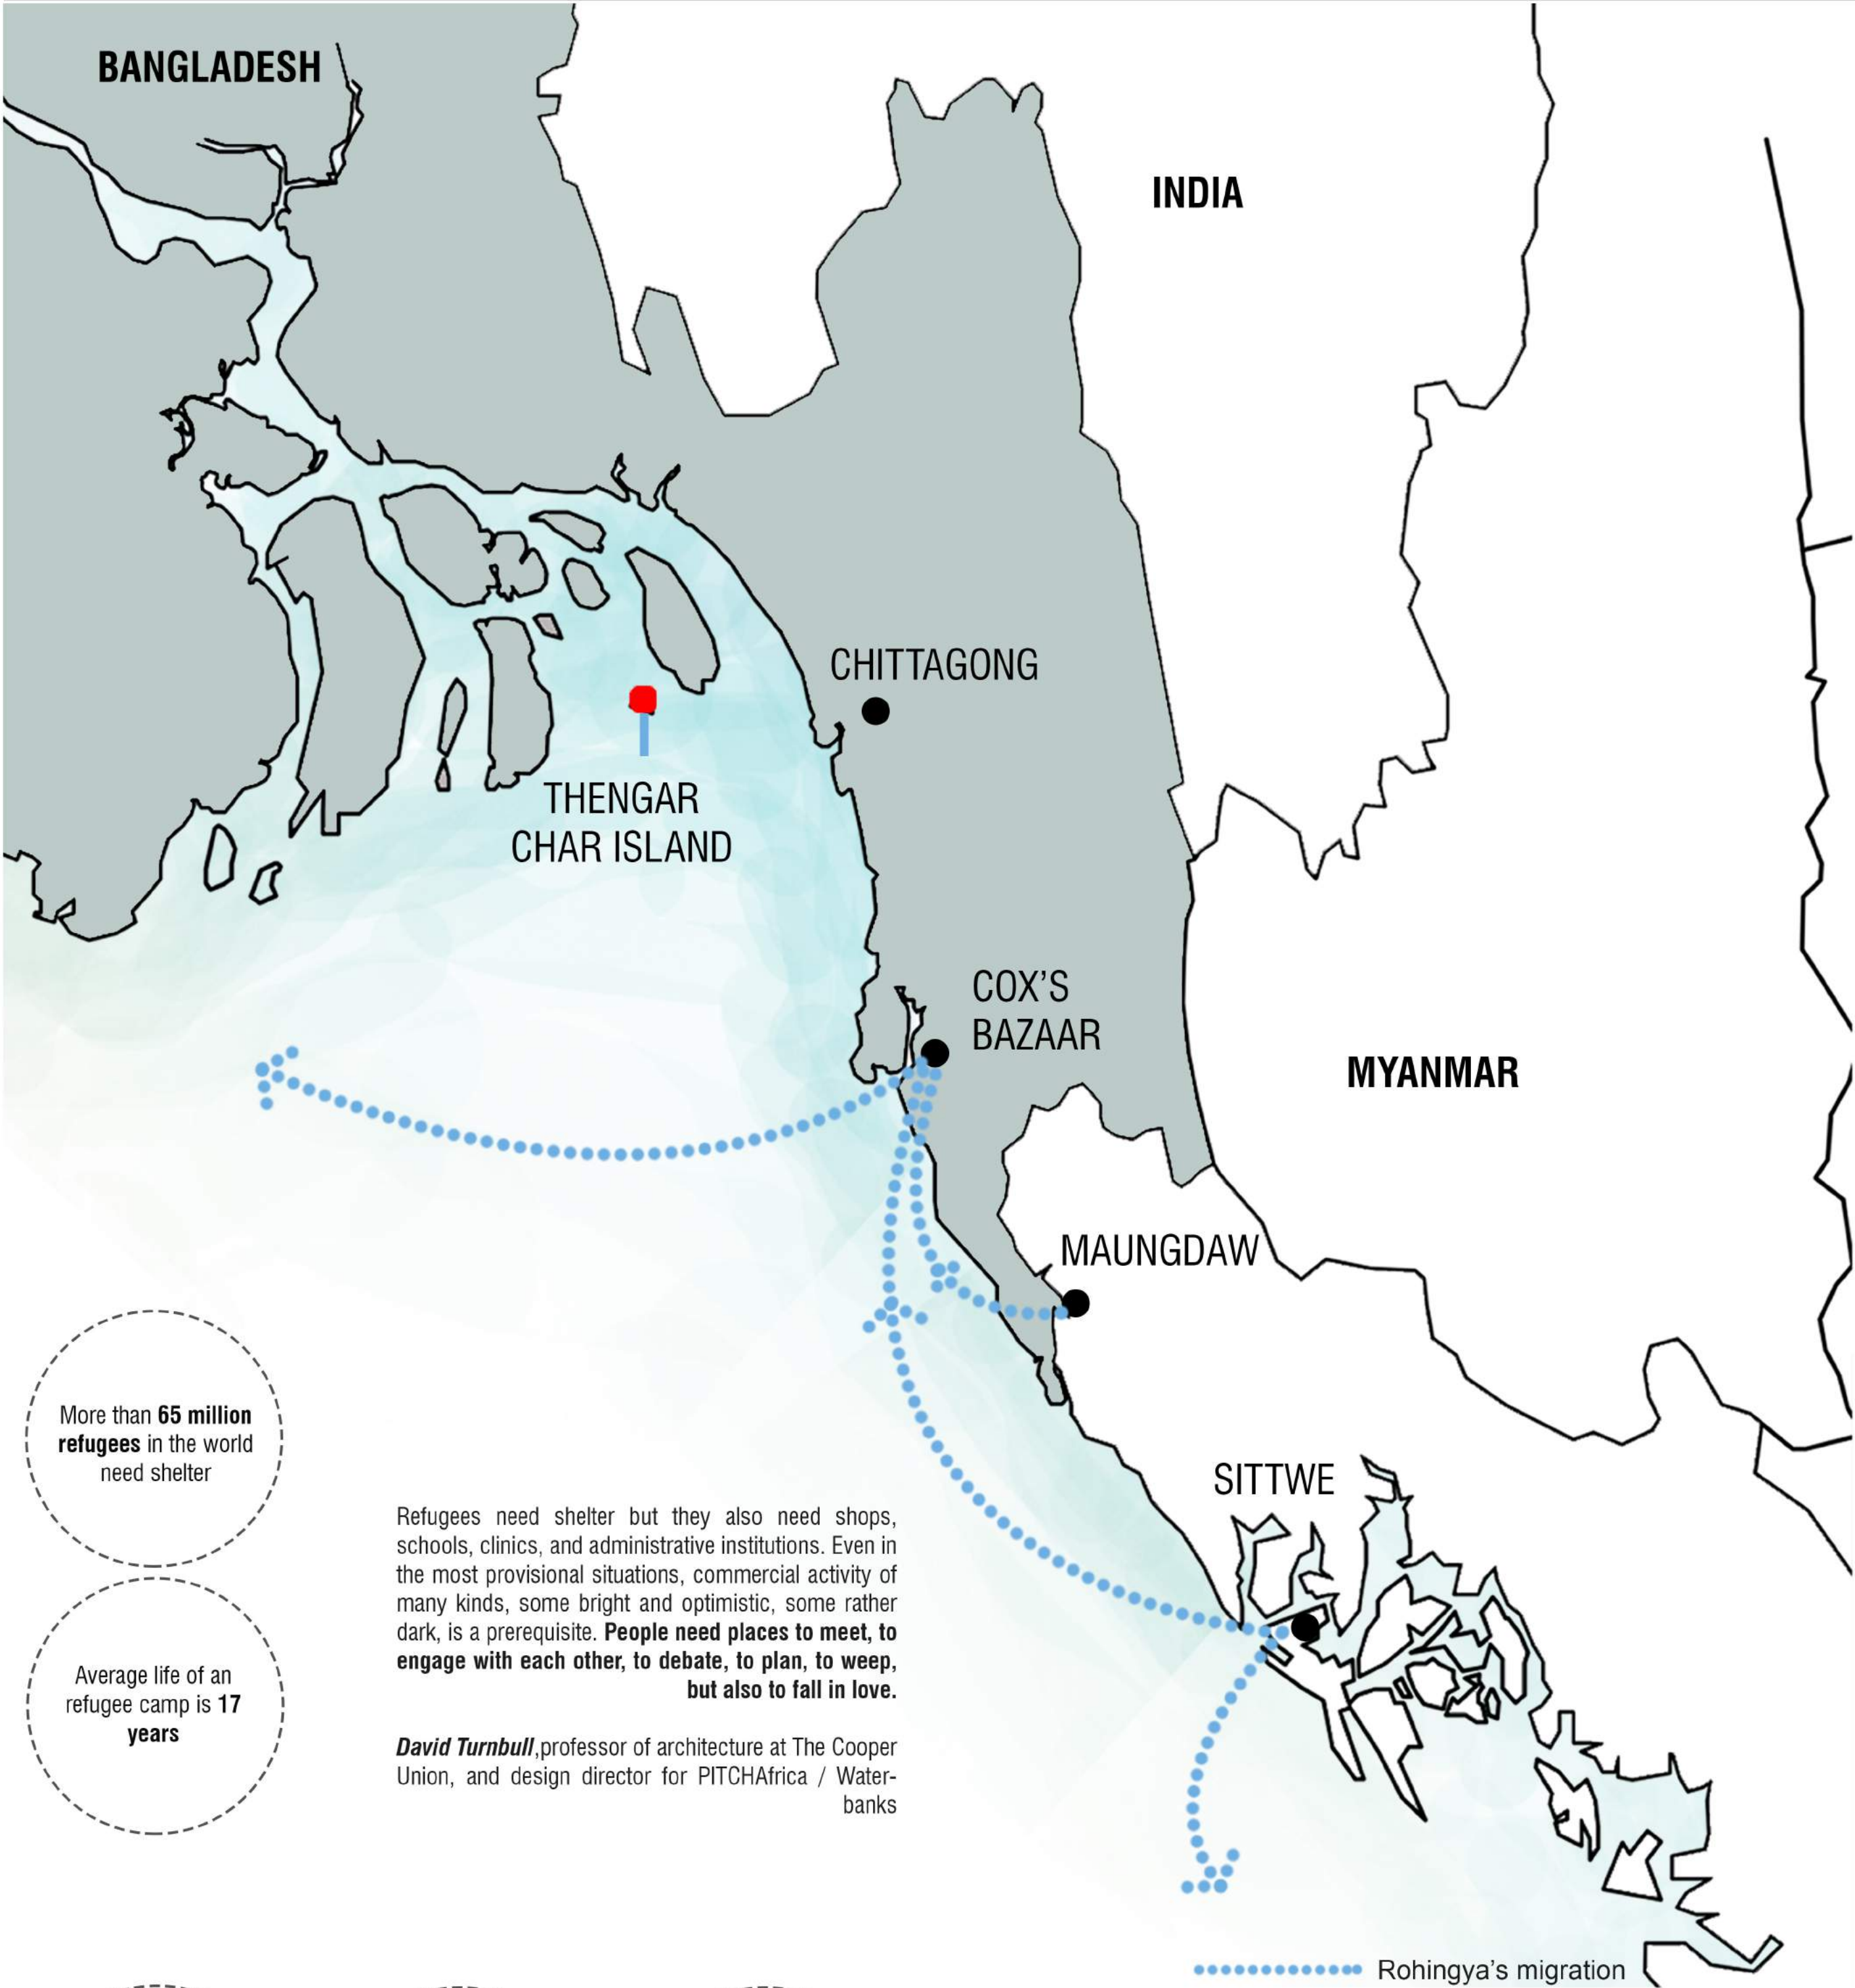 BANGLADESH
INDIA
CHITTAGONG
THENGAR
CHAR ISLAND
COX'S
BAZAAR
MYANMAR
MAUNGDAW
SITTWE
More than 65 million
refugees in the world
need shelter
Average life of an
refugee camp is 17
years
Refugees need shelter but they also need shops,
schools, clinics, and administrative institutions. Even in
the most provisional situations, commercial activity of
many kinds, some bright and optimistic, some rather
dark, is a prerequisite. People need places to meet, to
engage with each other, to debate, to plan, to weep,
but also to fall in love.
David Turnbull,professor of architecture at The Cooper
Union, and design director for PITCHAfrica / Water-
banks
Rohingya's migration